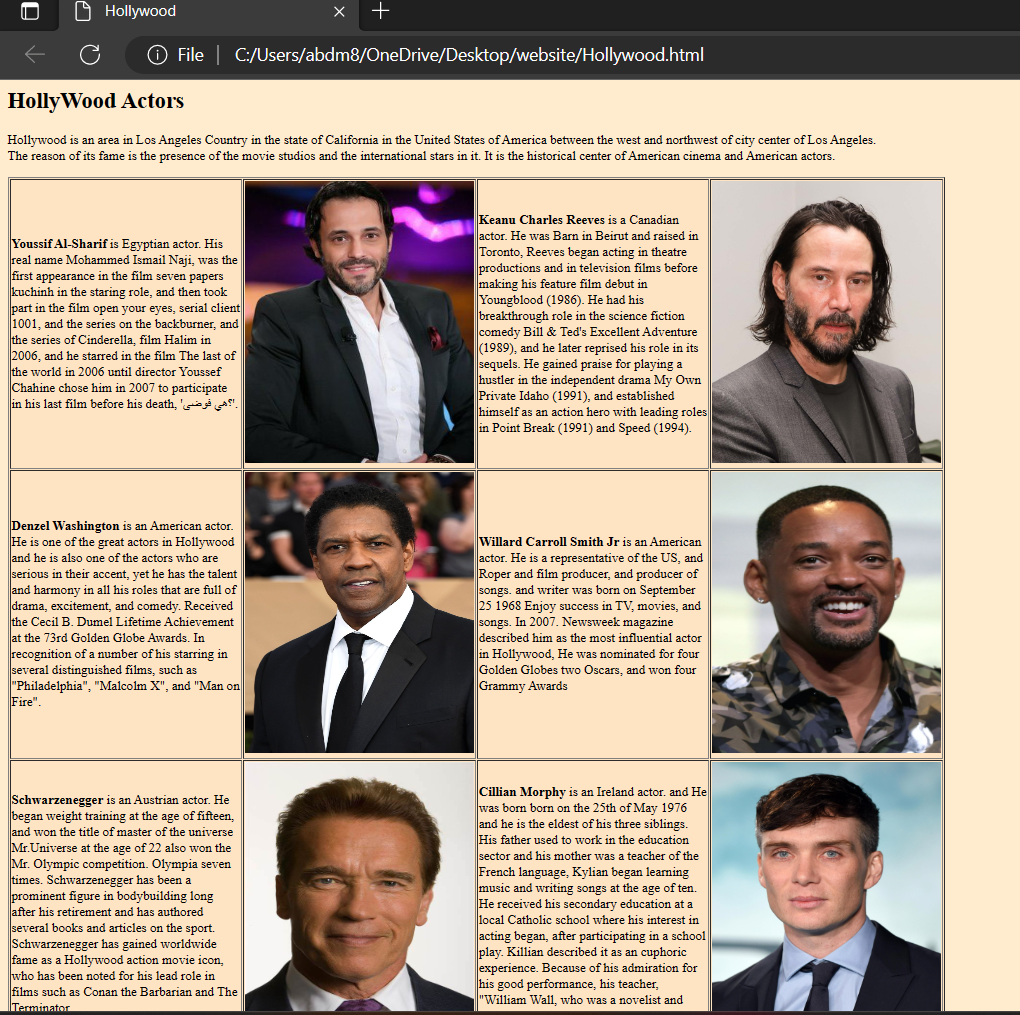 Hollywood
File
C:/Users/abdm8/OneDrive/Desktop/website/Hollywood.html
HollyWood Actors
Hollywood is an area in Los Angeles Country in the state of California in the United States of America between the west and northwest of city center of Los Angeles.
The reason of its fame is the presence of the movie studios and the international stars in it. It is the historical center of American cinema and American actors.
Youssif Al-Sharif is Egyptian actor. His
real name Mohammed Ismail Naji, was the
first appearance in the film seven papers
kuchinh in the staring role, and then took
part in the film open your eyes, serial client
1001, and the series on the backburner, and
the series of Cinderella, film Halim in
2006, and he starred in the film The last of
the world in 2006 until director Youssef
Chahine chose him in 2007 to participate
in his last film before his death, '؟هي فوضى'.
Keanu Charles Reeves is a Canadian
actor. He was Barn in Beirut and raised in
Toronto, Reeves began acting in theatre
productions and in television films before
making his feature film debut in
Youngblood (1986). He had his
breakthrough role in the science fiction
comedy Bill & Ted's Excellent Adventure
(1989), and he later reprised his role in its
sequels. He gained praise for playing a
hustler in the independent drama My Own
Private Idaho (1991), and established
himself as an action hero with leading roles
in Point Break (1991) and Speed (1994).
Denzel Washington is an American actor.
He is one of the great actors in Hollywood
and he is also one of the actors who are
serious in their accent, yet he has the talent
and harmony in all his roles that are full of
drama, excitement, and comedy. Received
the Cecil B. Dumel Lifetime Achievement
at the 73rd Golden Globe Awards. In
recognition of a number of his starring in
several distinguished films, such as
"Philadelphia", "Malcolm X", and "Man on
Fire".
Willard Carroll Smith Jr is an American
actor. He is a representative of the US, and
Roper and film producer, and producer of
songs. and writer was born on September
25 1968 Enjoy success in TV, movies, and
songs. In 2007. Newsweek magazine
described him as the most influential actor
in Hollywood, He was nominated for four
Golden Globes two Oscars, and won four
Grammy Awards
Schwarzenegger is an Austrian actor. He
began weight training at the age of fifteen,
and won the title of master of the universe
Mr.Universe at the age of 22 also won the
Mr. Olympic competition. Olympia seven
times. Schwarzenegger has been a
prominent figure in bodybuilding long
after his retirement and has authored
several books and articles on the sport.
Schwarzenegger has gained worldwide
fame as a Hollywood action movie icon,
who has been noted for his lead role in
films such as Conan the Barbarian and The
Terminator
Cillian Morphy is an Ireland actor. and He
was born born on the 25th of May 1976
and he is the eldest of his three siblings.
His father used to work in the education
sector and his mother was a teacher of the
French language, Kylian began learning
music and writing songs at the age of ten.
He received his secondary education at a
local Catholic school where his interest in
acting began, after participating in a school
play. Killian described it as an euphoric
experience. Because of his admiration for
his good performance, his teacher,
"William Wall, who was a novelist and